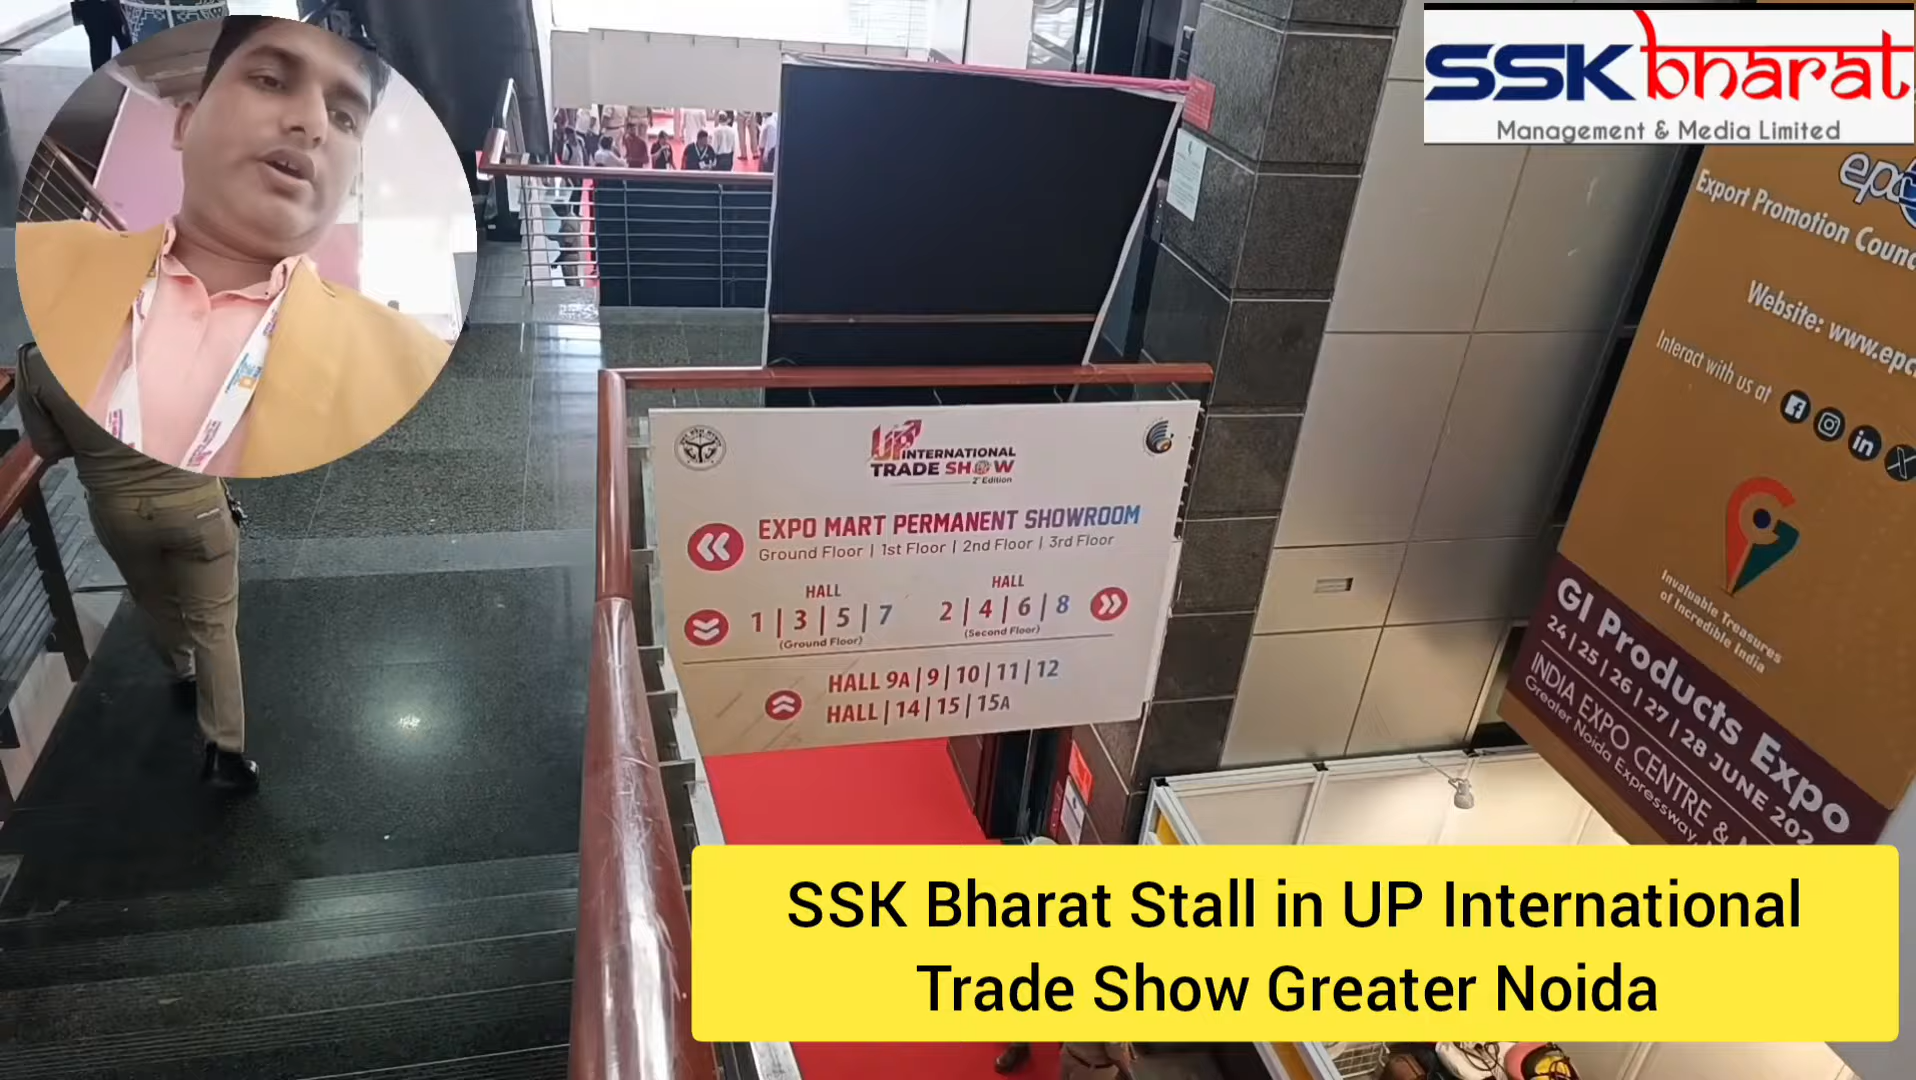 SSK bharat
Management & Media Limited
Export Promotion
Website:
Interact with us at
Invaluable Treasures
of Incredible India
GI Products Expo
24 | 25 | 26 | 27 | 28 JUNE
INDIA EXPO CENTRE &
Greater Noida Expressway,
UP INTERNATIONAL
TRADE SHOW
2nd Edition
EXPO MART PERMANENT SHOWROOM
Ground Floor | 1st Floor | 2nd Floor | 3rd Floor
HALL
1 | 3 | 5 | 7
(Ground Floor)
HALL
2 | 4 | 6 | 8
(Second Floor)
HALL 9A | 9 | 10 | 11 | 12
HALL | 14 | 15 | 15A
SSK Bharat Stall in UP International
Trade Show Greater Noida